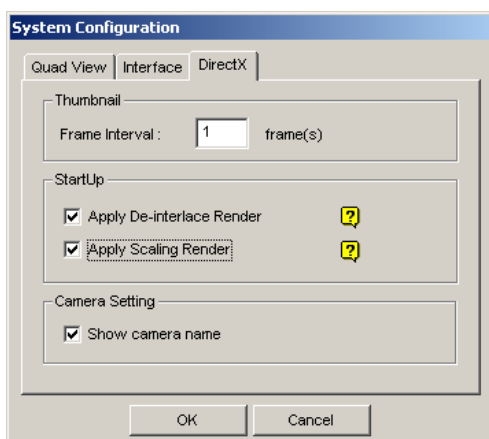 System Configuration
Quad View Interface DirectX
Thumbnail
Frame Interval : 1 frame(s)
StartUp
Apply De-interlace Render ?
Apply Scaling Render ?
Camera Setting
Show camera name
OK Cancel